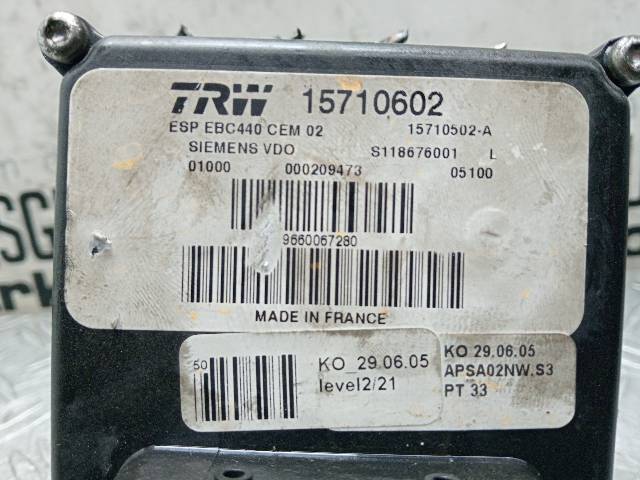 TRW 15710602
ESP EBC440 CEM 02 15710502-A
SIEMENS VDO S118676001 L
01000 000209473 05100
9660067280
MADE IN FRANCE
50
KO_29.06.05
level2/21
KO 29.06.05
APSA02NW.S3
PT 33